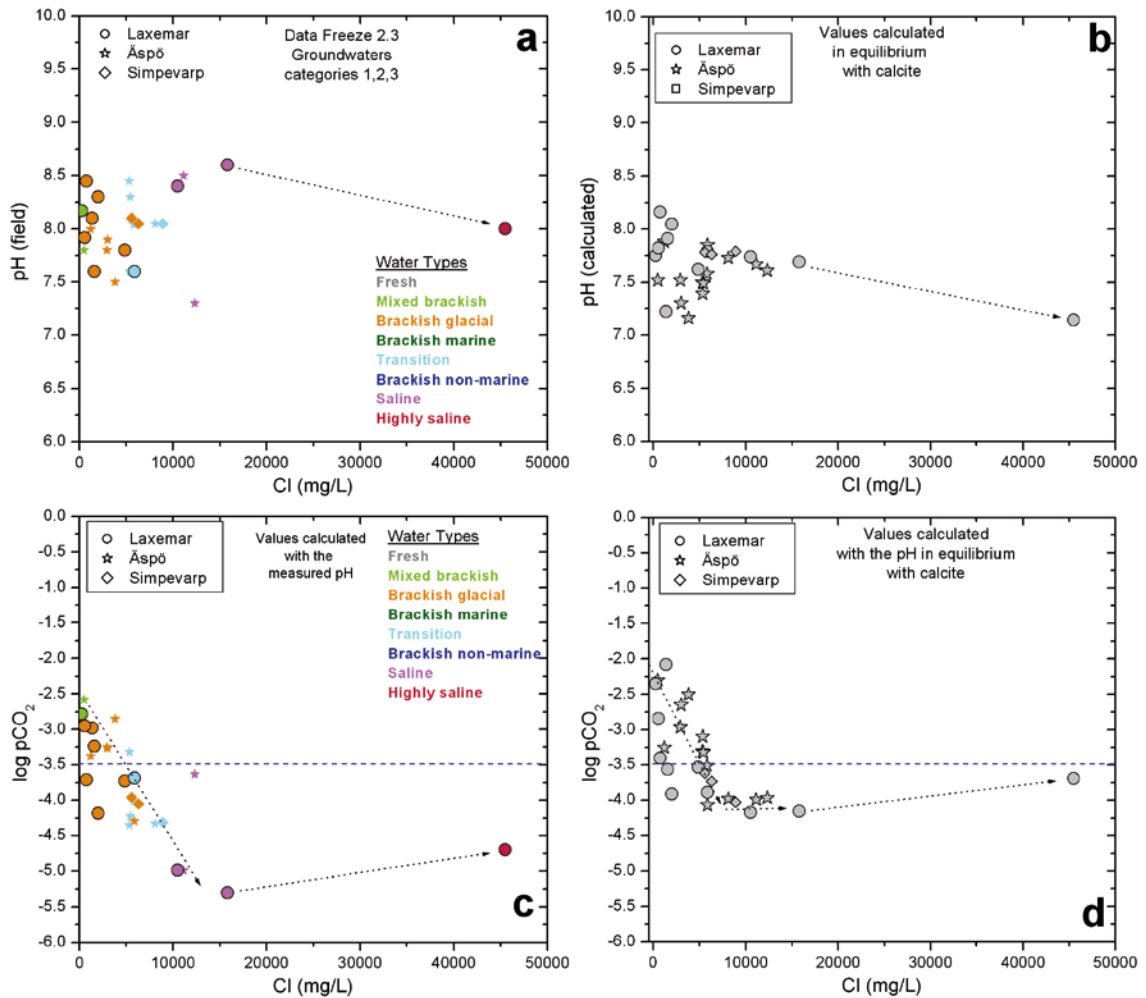 a
Laxemar
Äspö
Simpevarp
Data Freeze 2.3
Groundwaters
categories 1,2,3
10.0
9.5
9.0
8.5
8.0
7.5
7.0
6.5
6.0
pH (field)
Water Types
Fresh
Mixed brackish
Brackish glacial
Brackish marine
Transition
Brackish non-marine
Saline
Highly saline
0 10000 20000 30000 40000 50000
Cl (mg/L)
b
Values calculated
in equilibrium
with calcite
Laxemar
Äspö
Simpevarp
10.0
9.5
9.0
8.5
8.0
7.5
7.0
6.5
6.0
pH (calculated)
0 10000 20000 30000 40000 50000
Cl (mg/L)
Laxemar
Äspö
Simpevarp
Values calculated
with the
measured pH
Water Types
Fresh
Mixed brackish
Brackish glacial
Brackish marine
Transition
Brackish non-marine
Saline
Highly saline
0.0
-0.5
-1.0
-1.5
-2.0
-2.5
-3.0
-3.5
-4.0
-4.5
-5.0
-5.5
-6.0
log pCO2
c
0 10000 20000 30000 40000 50000
Cl (mg/L)
Laxemar
Äspö
Simpevarp
Values calculated
with the pH in equilibrium
with calcite
0.0
-0.5
-1.0
-1.5
-2.0
-2.5
-3.0
-3.5
-4.0
-4.5
-5.0
-5.5
-6.0
log pCO2
d
0 10000 20000 30000 40000 50000
Cl (mg/L)